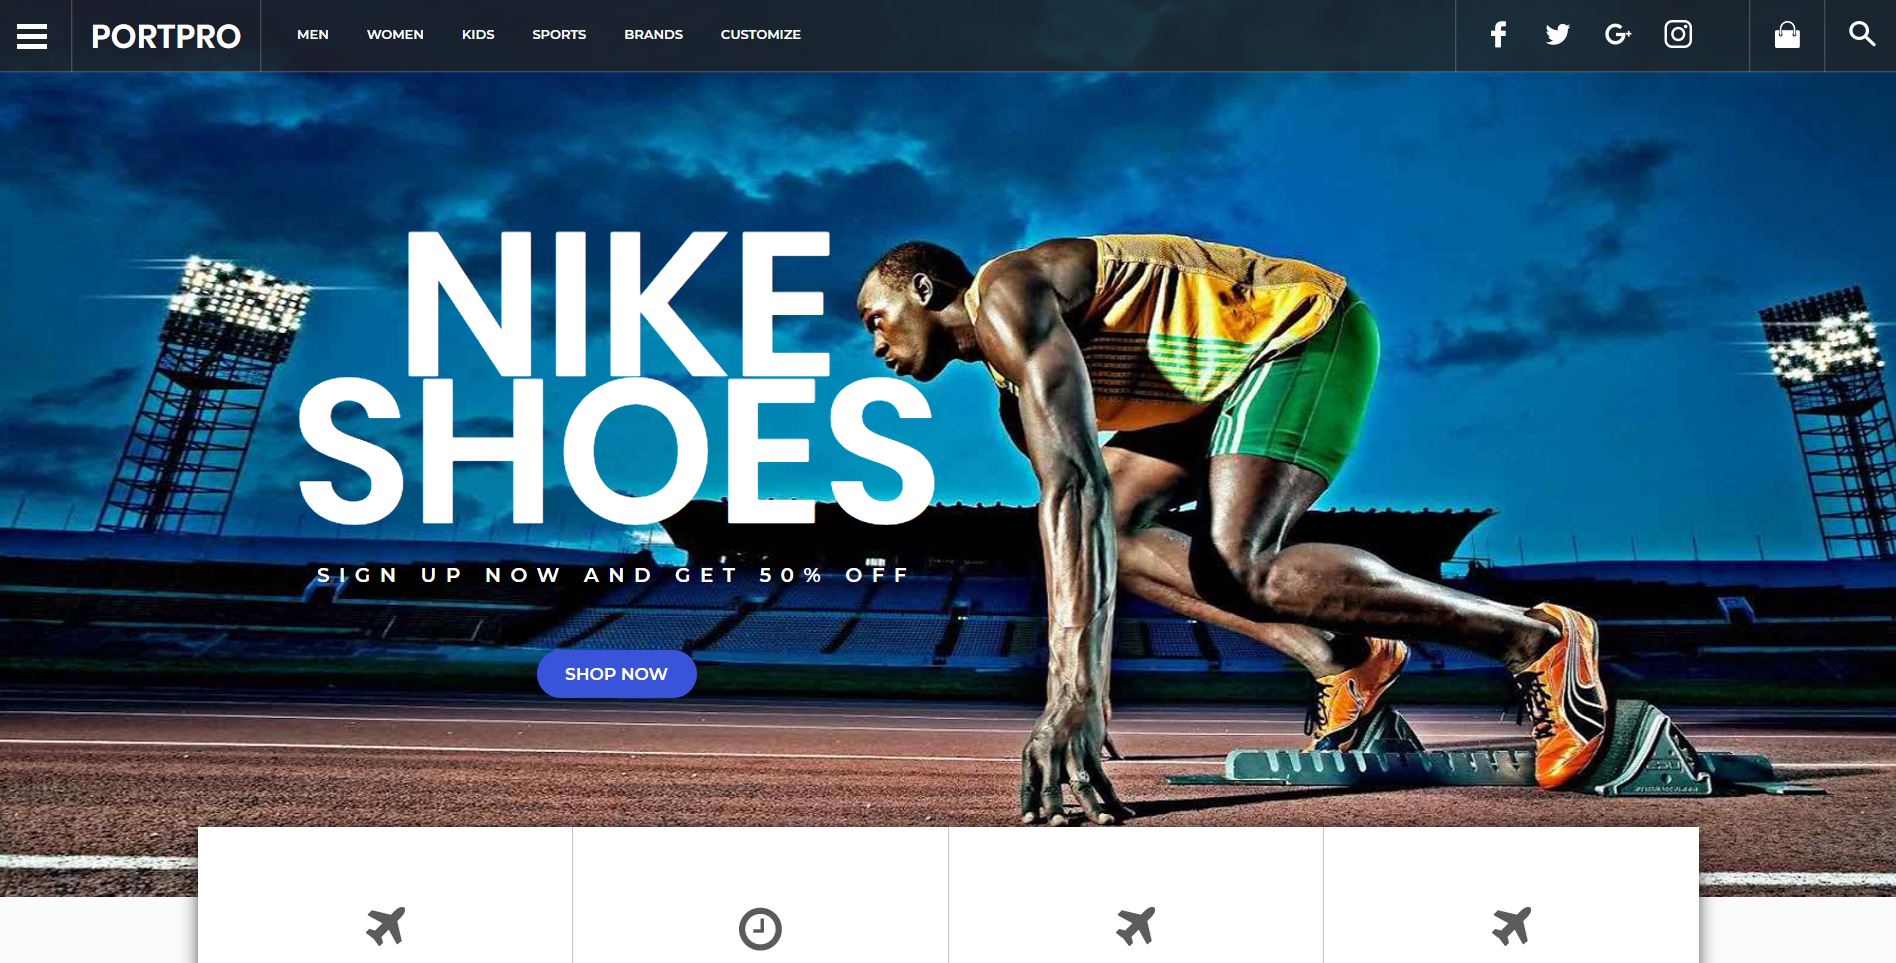 PORTPRO
MEN WOMEN KIDS SPORTS BRANDS CUSTOMIZE
NIKE
SHOES
SIGN UP NOW AND GET 50% OFF
SHOP NOW